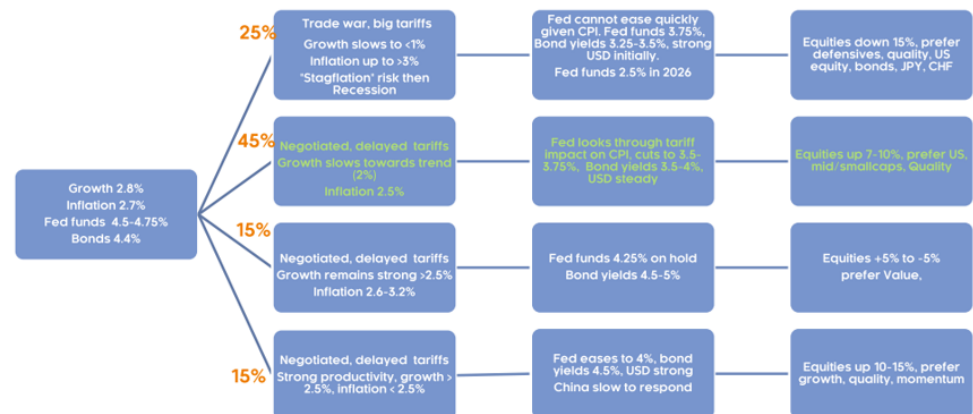 Growth 2.8%
Inflation 2.7%
Fed funds 4.5-4.75%
Bonds 4.4%
25%
Trade war, big tariffs
Growth slows to <1%
Inflation up to >3%
"Stagflation" risk then
Recession
Fed cannot ease quickly
given CPI. Fed funds 3.75%,
Bond yields 3.25-3.5%, strong
USD initially.
Fed funds 2.5% in 2026
Equities down 15%, prefer
defensives, quality, US
equity, bonds, JPY, CHF
45%
Negotiated, delayed tariffs
Growth slows towards trend
(2%)
Inflation 2.5%
Fed looks through tariff
impact on CPI, cuts to 3.5-
3.75%, Bond yields 3.5-4%,
USD steady
Equities up 7-10%, prefer US,
mid/smallcaps, Quality
15%
Negotiated, delayed tariffs
Growth remains strong >2.5%
Inflation 2.6-3.2%
Fed funds 4.25% on hold
Bond yields 4.5-5%
Equities +5% to -5%
prefer Value,
15%
Negotiated, delayed tariffs
Strong productivity, growth >
2.5%, inflation < 2.5%
Fed eases to 4%, bond
yields 4.5%, USD strong
China slow to respond
Equities up 10-15%, prefer
growth, quality, momentum